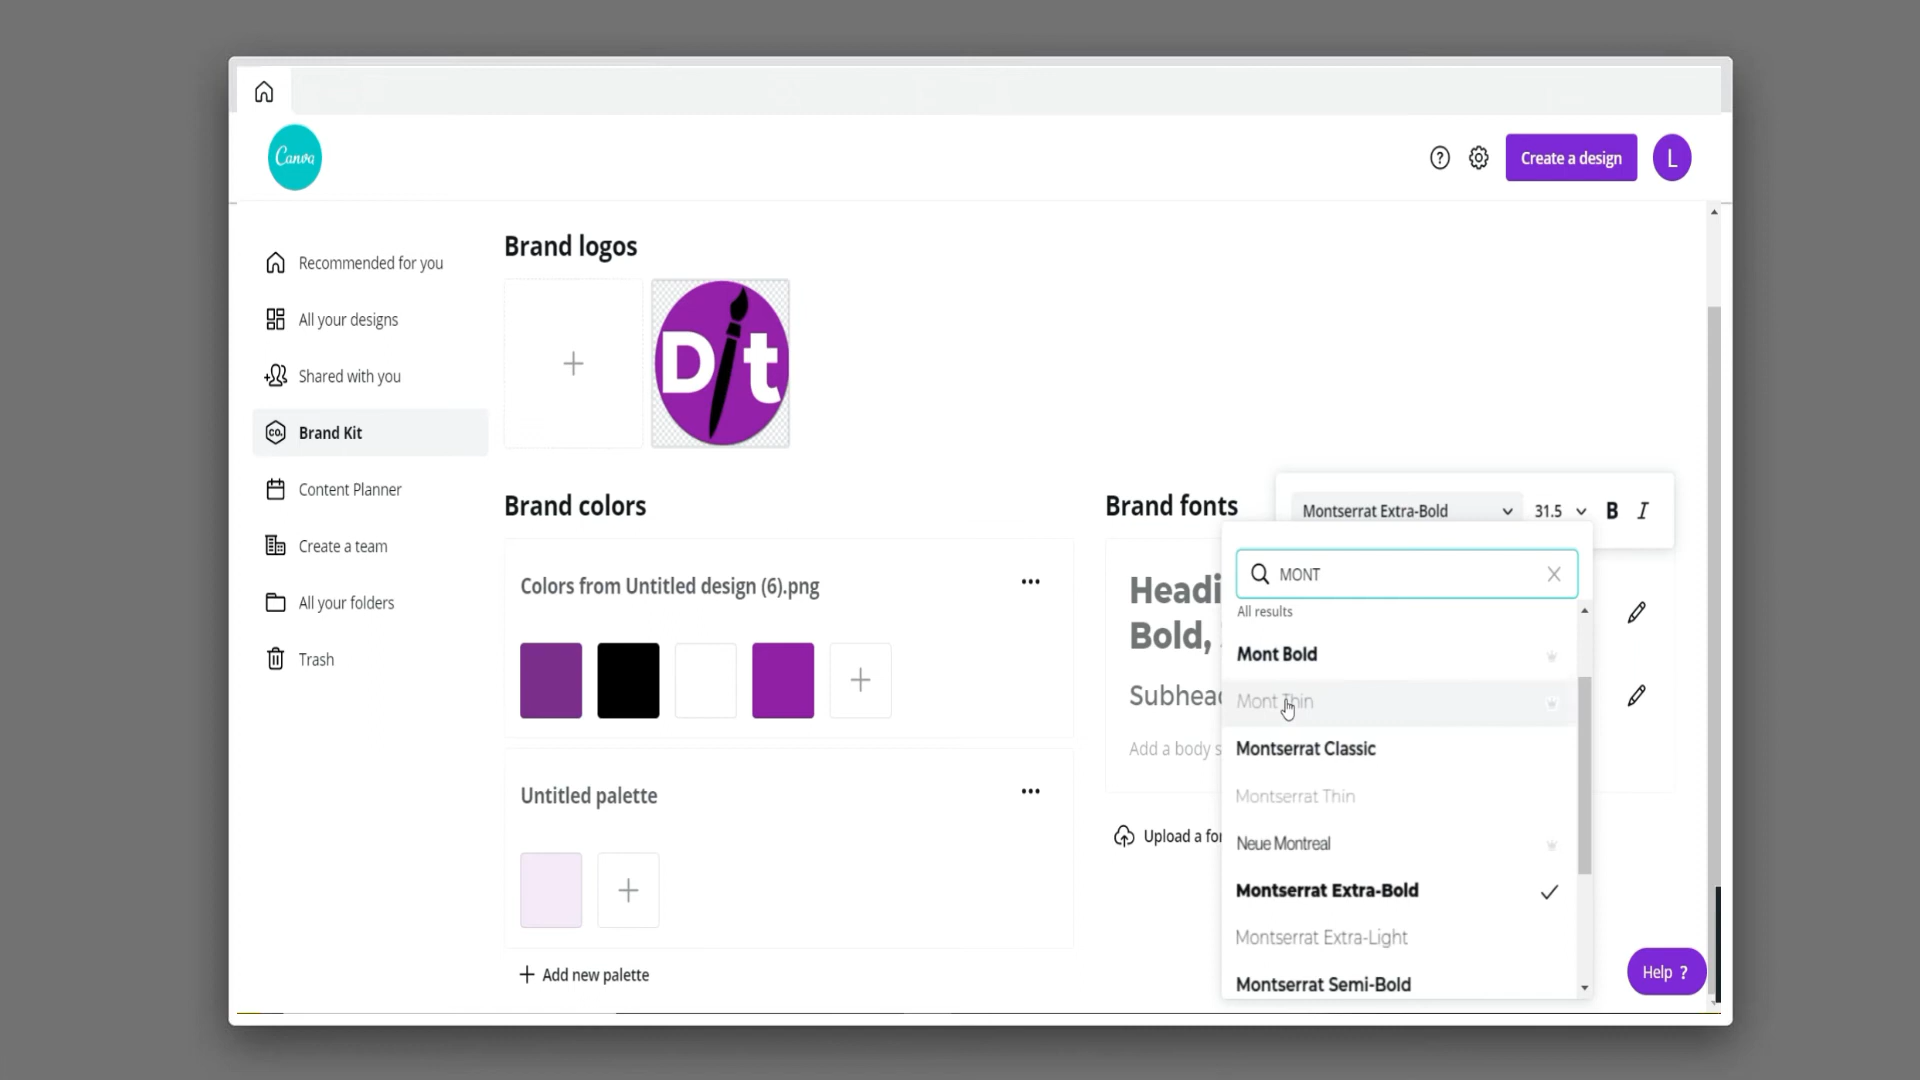 Canva
?
Create a design
L
Recommended for you
All your designs
Shared with you
CO.
Brand Kit
Content Planner
Create a team
All your folders
Trash
Brand logos
+
D t
Brand colors
Colors from Untitled design (6).png
•••
+
Untitled palette
•••
+
+ Add new palette
Brand fonts
Montserrat Extra-Bold
31.5
B
I
Headi
Bold,
Subhead
Add a body s
Upload a fo
MONT
All results
Mont Bold
Mont Thin
Montserrat Classic
Montserrat Thin
Neue Montreal
Montserrat Extra-Bold
Montserrat Extra-Light
Montserrat Semi-Bold
Help ?